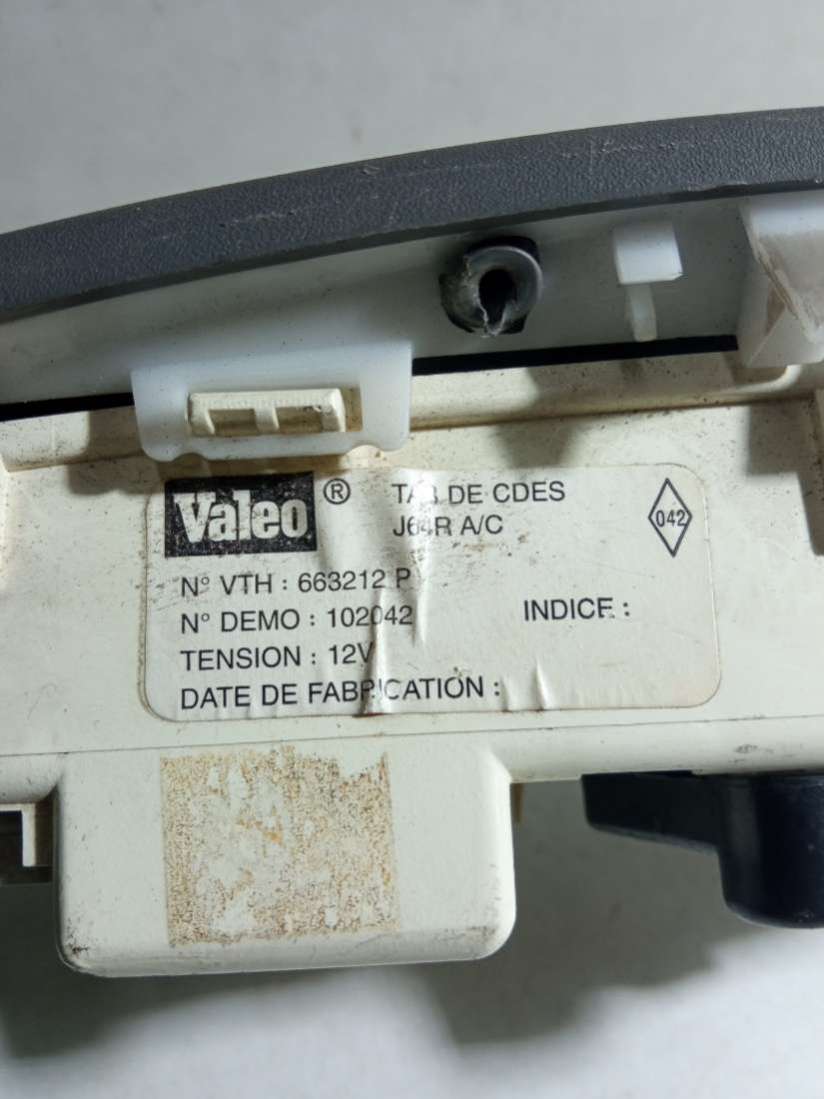 Valeo ® TAB DE CDES
J64R A/C
042
N° VTH : 663212 P
N° DEMO : 102042 INDICE :
TENSION : 12V
DATE DE FABRICATION :